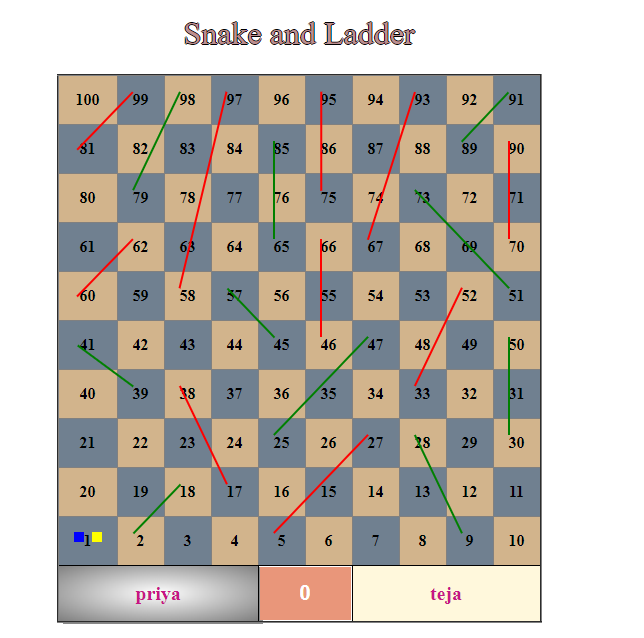 Snake and Ladder
100 99 98 97 96 95 94 93 92 91
81 82 83 84 85 86 87 88 89 90
80 79 78 77 76 75 74 73 72 71
61 62 63 64 65 66 67 68 69 70
60 59 58 57 56 55 54 53 52 51
41 42 43 44 45 46 47 48 49 50
40 39 38 37 36 35 34 33 32 31
21 22 23 24 25 26 27 28 29 30
20 19 18 17 16 15 14 13 12 11
1 2 3 4 5 6 7 8 9 10
priya 0 teja